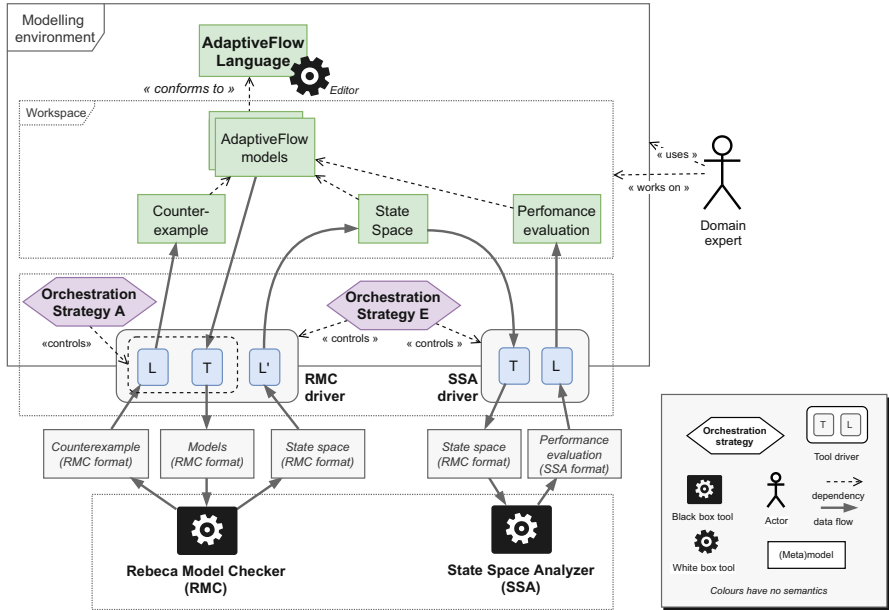 Modelling
environment
AdaptiveFlow
Language
Editor
« conforms to »
Workspace
AdaptiveFlow
models
« uses »
« works on »
Domain
expert
Counter-
example
State
Space
Perfomance
evaluation
Orchestration
Strategy A
Orchestration
Strategy E
«controls»
« controls »
« controls »
L
T
L'
RMC
driver
SSA
driver
T
L
Counterexample
(RMC format)
Models
(RMC format)
State space
(RMC format)
State space
(RMC format)
Performance
evaluation
(SSA format)
Rebeca Model Checker
(RMC)
State Space Analyzer
(SSA)
Orchestration
strategy
T
L
Tool driver
Black box tool
Actor
dependency
data flow
White box tool
(Meta)model
Colours have no semantics